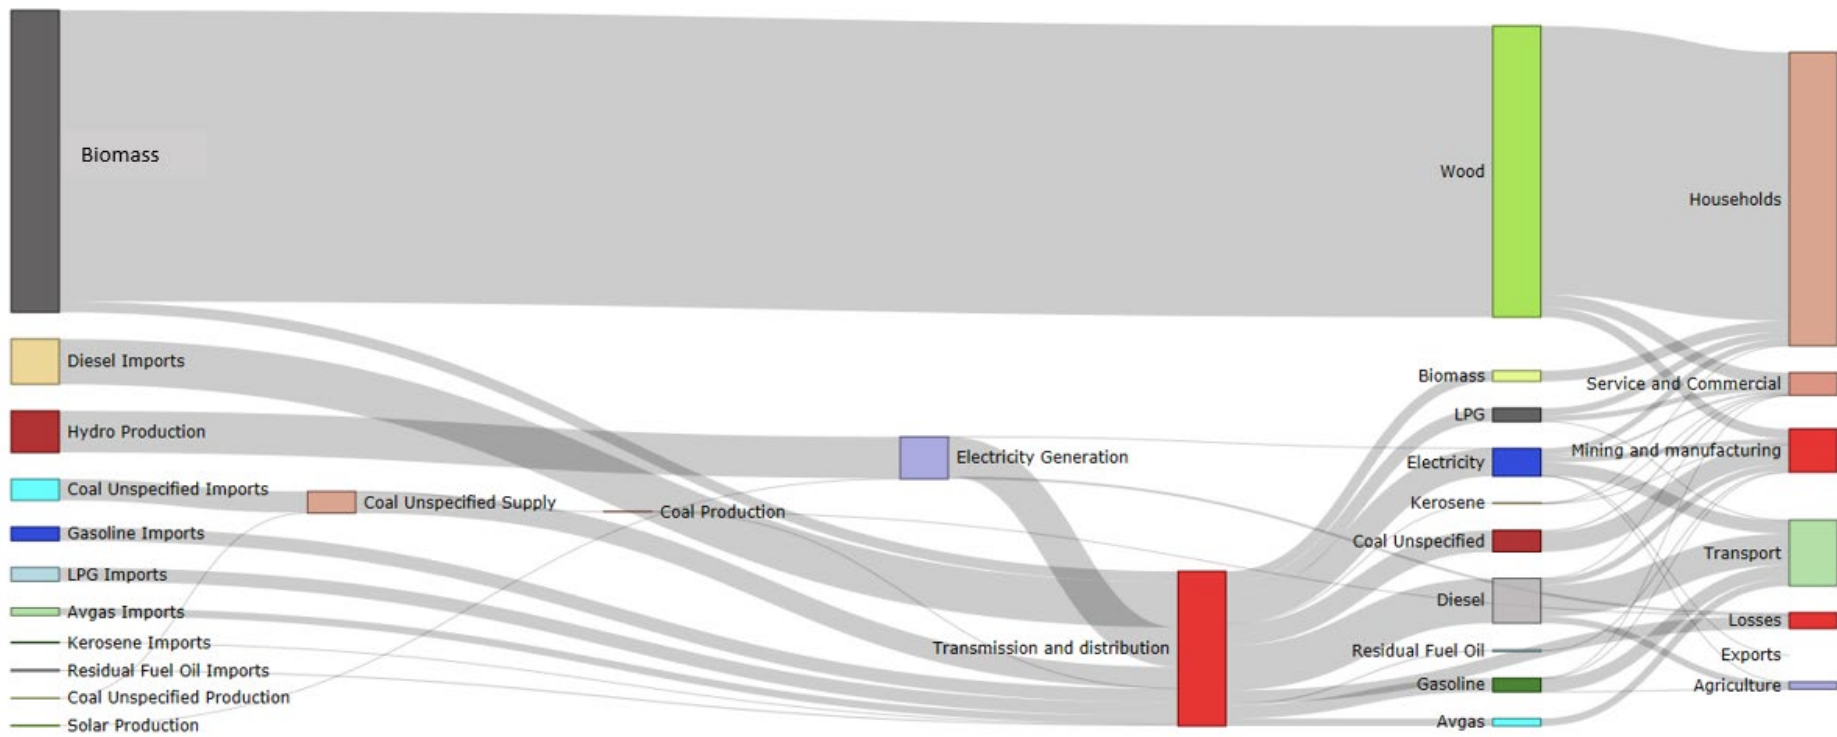 Biomass
Diesel Imports
Hydro Production
Coal Unspecified Imports
Gasoline Imports
LPG Imports
Avgas Imports
Kerosene Imports
Residual Fuel Oil Imports
Coal Unspecified Production
Solar Production
Coal Unspecified Supply
Coal Production
Electricity Generation
Transmission and distribution
Wood
Biomass
LPG
Electricity
Kerosene
Coal Unspecified
Diesel
Residual Fuel Oil
Gasoline
Avgas
Households
Service and Commercial
Mining and manufacturing
Transport
Losses
Exports
Agriculture